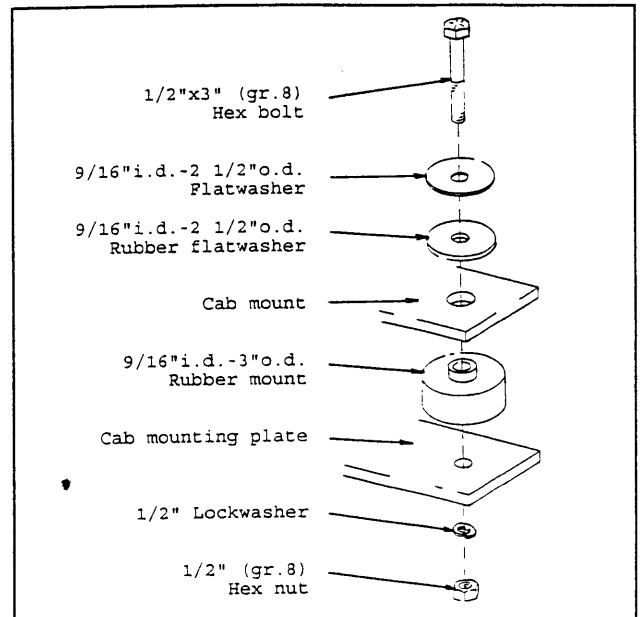 1/2"x3" (gr.8)
Hex bolt
9/16"i.d.-2 1/2"o.d.
Flatwasher
9/16"i.d.-2 1/2"o.d.
Rubber flatwasher
Cab mount
9/16"i.d.-3"o.d.
Rubber mount
Cab mounting plate
1/2" Lockwasher
1/2" (gr.8)
Hex nut